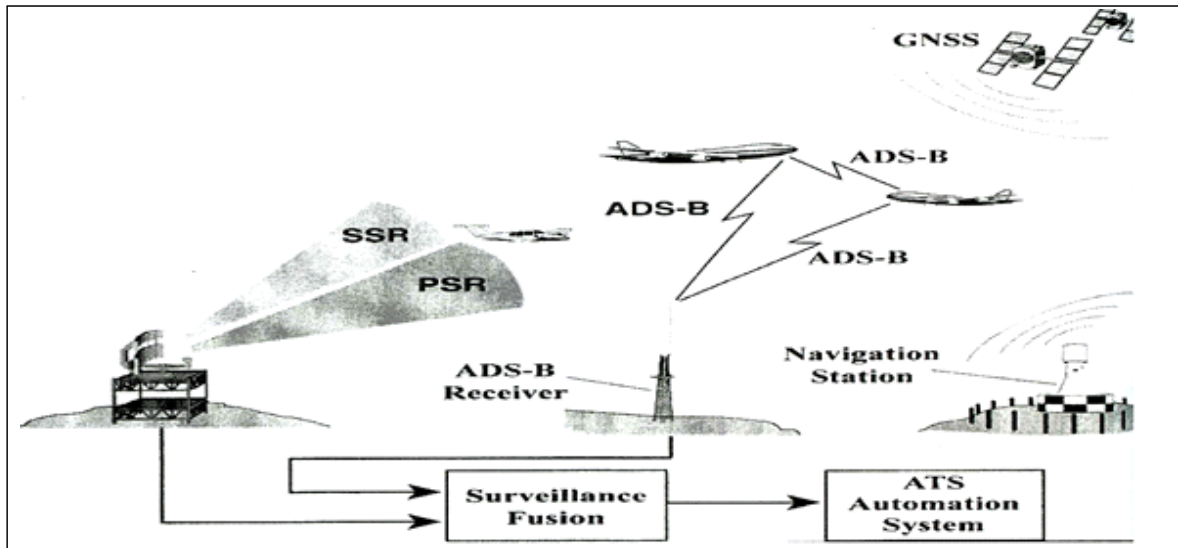 GNSS
ADS-B
ADS-B
ADS-B
SSR
PSR
ADS-B
Receiver
Navigation
Station
Surveillance
Fusion
ATS
Automation
System